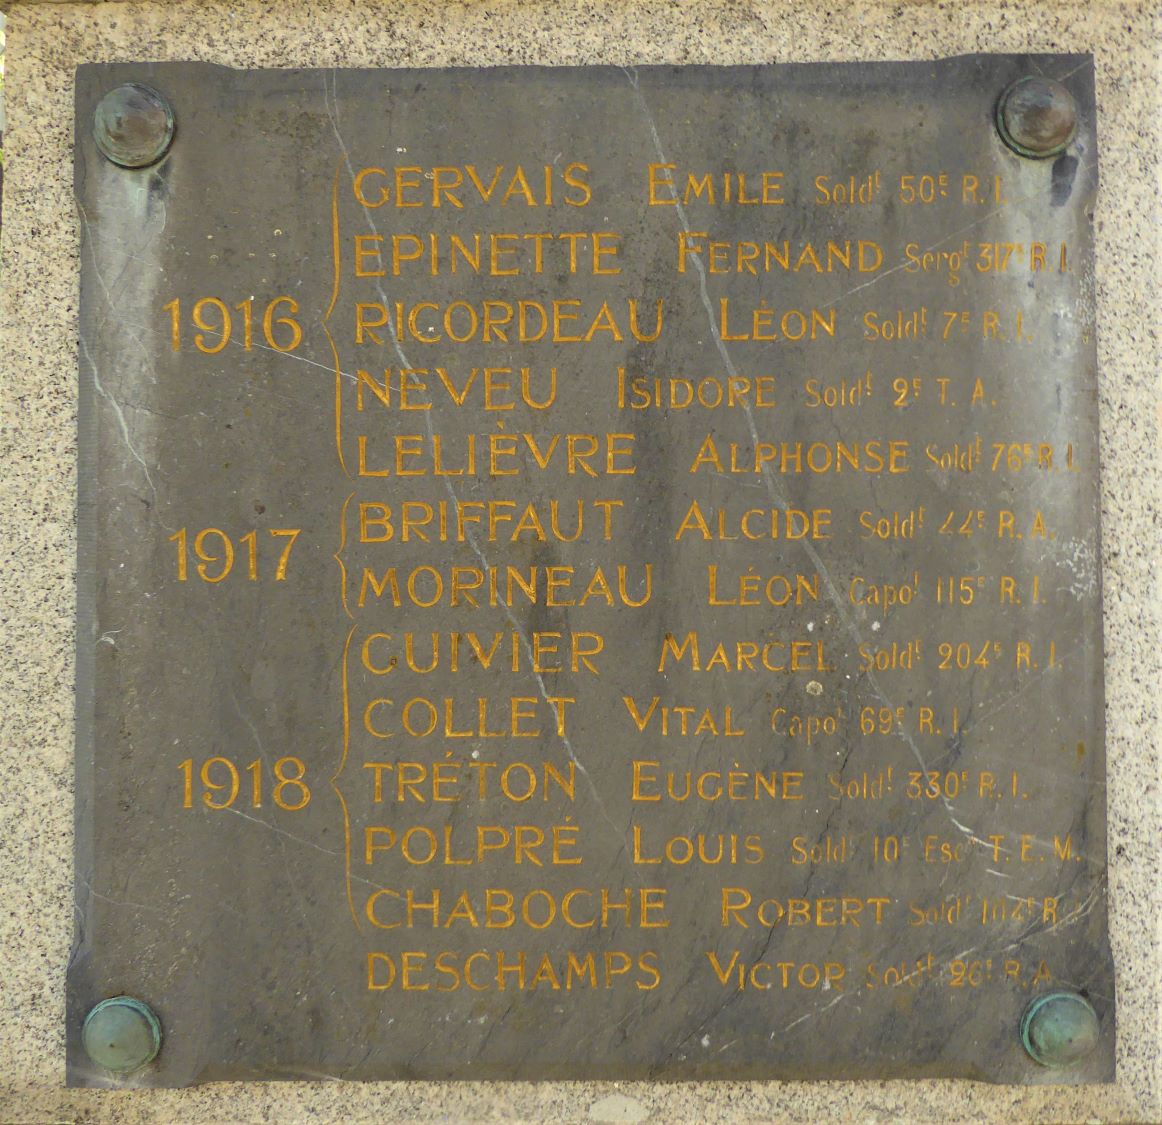 GERVAIS EMILE Soldt 50e R.I.
EPINETTE FERNAND Sergt 317e R.I.
1916 RICORDEAU LÉON Soldt 7e R.I.
NEVEU ISIDORE Soldt 2e T.A.
LELIÈVRE ALPHONSE Soldt 76e R.I.
BRIFFAUT ALCIDE Soldt 44e R.A.
1917
MORINEAU LÉON Capol 115e R.I.
CUIVIER MARCEL Soldt 204e R.I.
COLLET VITAL Capol 69e R.I.
1918 TRÉTON EUGÈNE Soldt 330e R.I.
POLPRÉ LOUIS Soldt 10e Esc. T.E.M.
CHABOCHE ROBERT Soldt 104e R.I.
DESCHAMPS VICTOR Soldt 26e R.A.